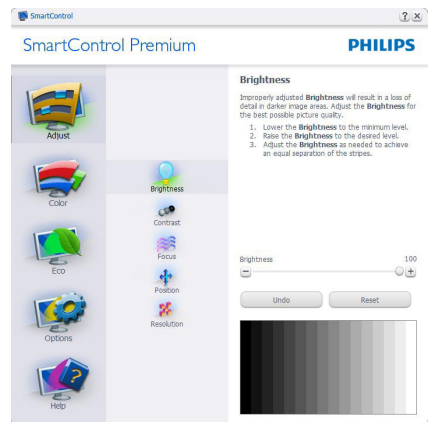 SmartControl
? x
SmartControl Premium
PHILIPS
Adjust
Color
Eco
Options
Help
Brightness
Contrast
Focus
Position
Resolution
Brightness
Improperly adjusted Brightness will result in a loss of
detail in darker image areas. Adjust the Brightness for
the best possible picture quality.
1. Lower the Brightness to the minimum level.
2. Raise the Brightness to the desired level.
3. Adjust the Brightness as needed to achieve
an equal separation of the stripes.
Brightness 100
Undo Reset